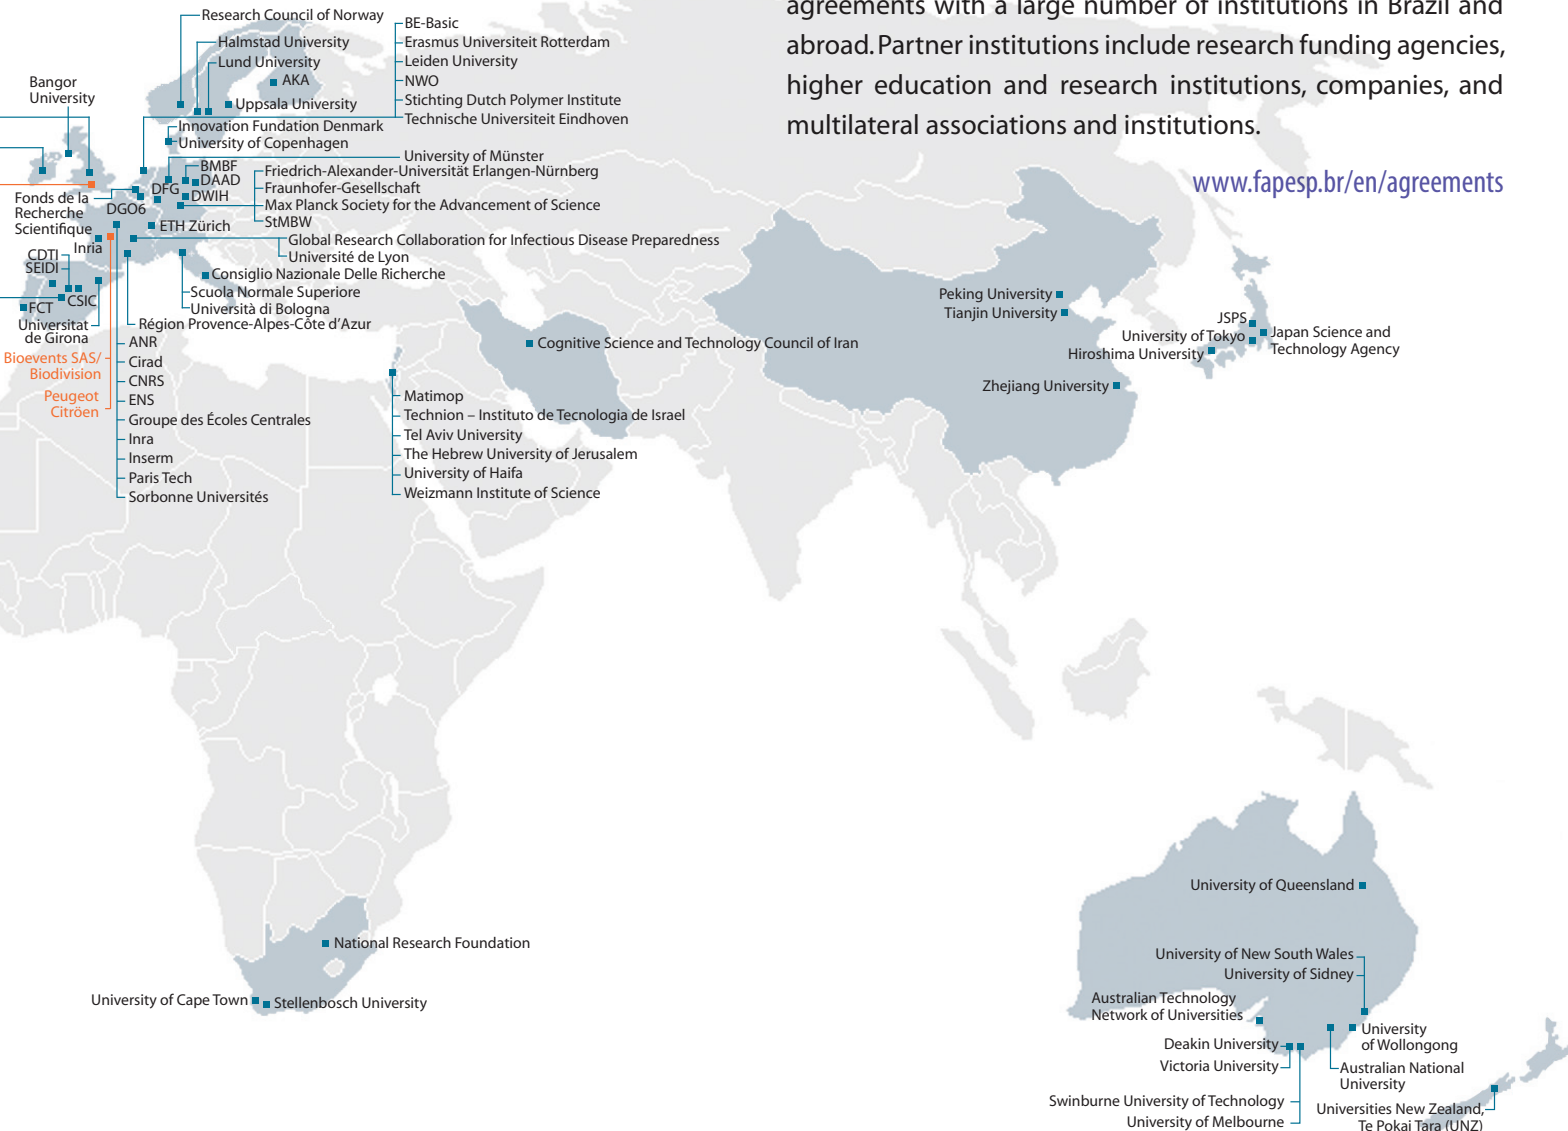 agreements with a large number of institutions in Brazil and
abroad. Partner institutions include research funding agencies,
higher education and research institutions, companies, and
multilateral associations and institutions.
www.fapesp.br/en/agreements
Research Council of Norway
Halmstad University
Lund University
AKA
Uppsala University
Bangor
University
BE-Basic
Erasmus Universiteit Rotterdam
Leiden University
NWO
Stichting Dutch Polymer Institute
Technische Universiteit Eindhoven
Innovation Fundation Denmark
University of Copenhagen
University of Münster
BMBF
DAAD
DFG
DWIH
Friedrich-Alexander-Universität Erlangen-Nürnberg
Fraunhofer-Gesellschaft
Max Planck Society for the Advancement of Science
StMBW
Fonds de la
Recherche
Scientifique
DGO6
ETH Zürich
Inria
Global Research Collaboration for Infectious Disease Preparedness
Université de Lyon
CDTI
SEIDI
Consiglio Nazionale Delle Richerche
Scuola Normale Superiore
Università di Bologna
CSIC
FCT
Universitat
de Girona
Région Provence-Alpes-Côte d’Azur
Bioevents SAS/
Biodivision
Peugeot
Citröen
ANR
Cirad
CNRS
ENS
Groupe des Écoles Centrales
Inra
Inserm
Paris Tech
Sorbonne Universités
Cognitive Science and Technology Council of Iran
Matimop
Technion – Instituto de Tecnologia de Israel
Tel Aviv University
The Hebrew University of Jerusalem
University of Haifa
Weizmann Institute of Science
Peking University
Tianjin University
Zhejiang University
JSPS
University of Tokyo
Hiroshima University
Japan Science and
Technology Agency
National Research Foundation
University of Cape Town
Stellenbosch University
University of Queensland
University of New South Wales
University of Sidney
Australian Technology
Network of Universities
University
of Wollongong
Deakin University
Victoria University
Australian National
University
Swinburne University of Technology
University of Melbourne
Universities New Zealand,
Te Pokai Tara (UNZ)